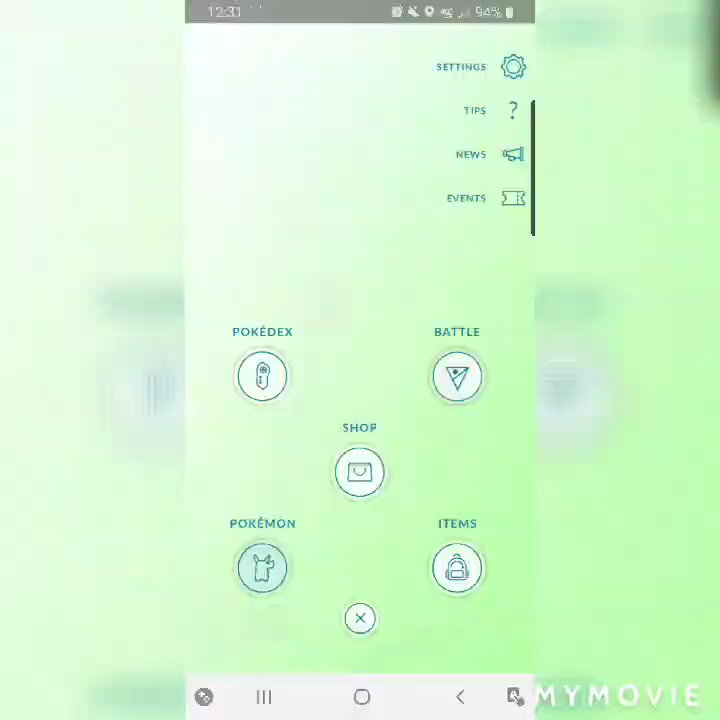 12:31 94%
SETTINGS
TIPS ?
NEWS
EVENTS
POKÉDEX BATTLE
SHOP
POKÉMON ITEMS
MYMOVIE